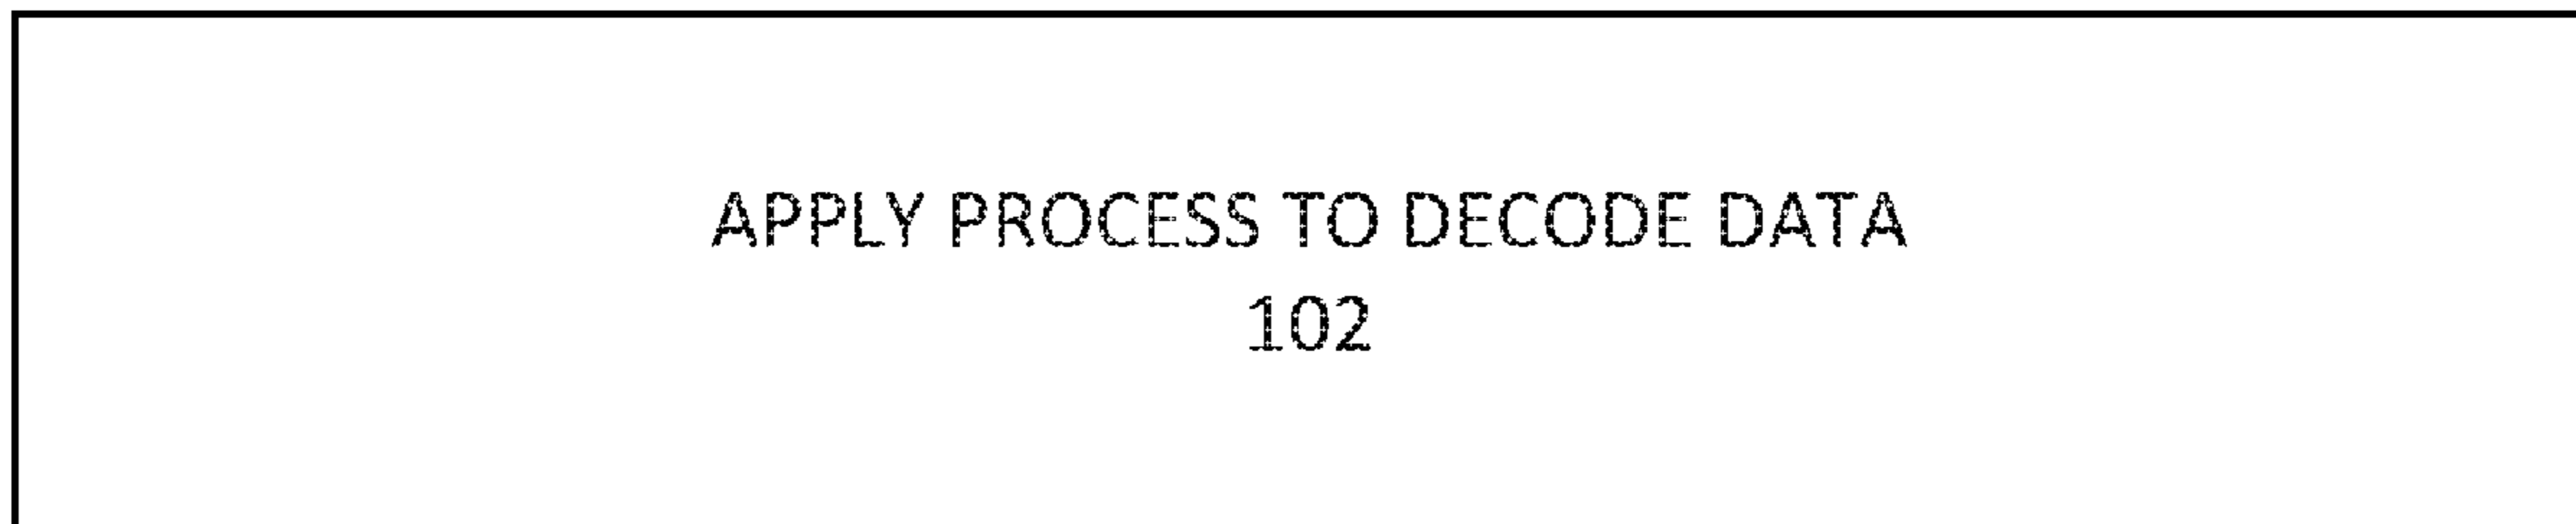 APPLY PROCESS TO DECODE DATA
102